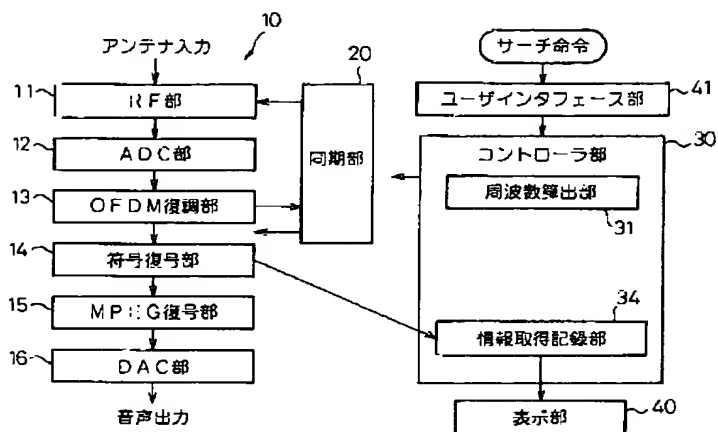 アンテナ入力
10
11
RF部
12
ADC部
13
OFDM復調部
14
符号復号部
15
MPEG復号部
16
DAC部
音声出力
20
同期部
サーチ命令
41
ユーザインタフェース部
30
コントローラ部
周波数算出部
31
34
情報取得記録部
表示部
40